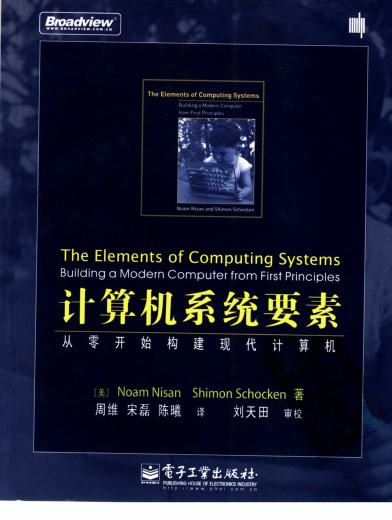 Broadview®
WWW.BROADVIEW.COM.CN
The Elements of Computing Systems
Building a Modern Computer
from First Principles
Noam Nisan and Shimon Schocken
The Elements of Computing Systems
Building a Modern Computer from First Principles
计算机系统要素
从零开始构建现代计算机
[美] Noam Nisan Shimon Schocken 著
周维 宋磊 陈曦 译 刘天田 审校
電子工業出版社·
PUBLISHING HOUSE OF ELECTRONICS INDUSTRY
http://www.phei.com.cn